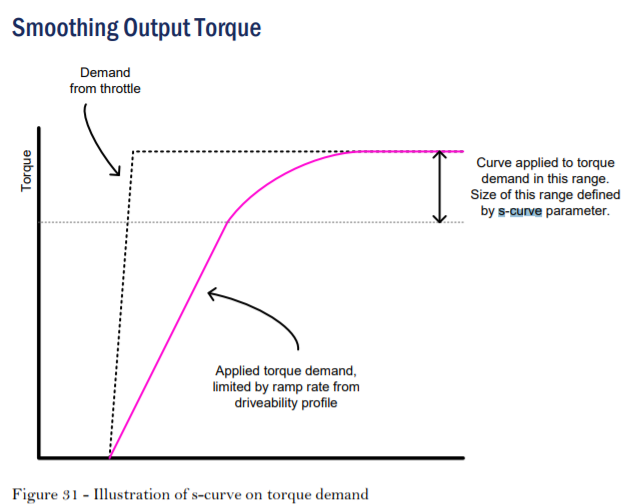 Smoothing Output Torque
Demand
from throttle
Torque
Curve applied to torque
demand in this range.
Size of this range defined
by s-curve parameter.
Applied torque demand,
limited by ramp rate from
driveability profile
Figure 31 - Illustration of s-curve on torque demand